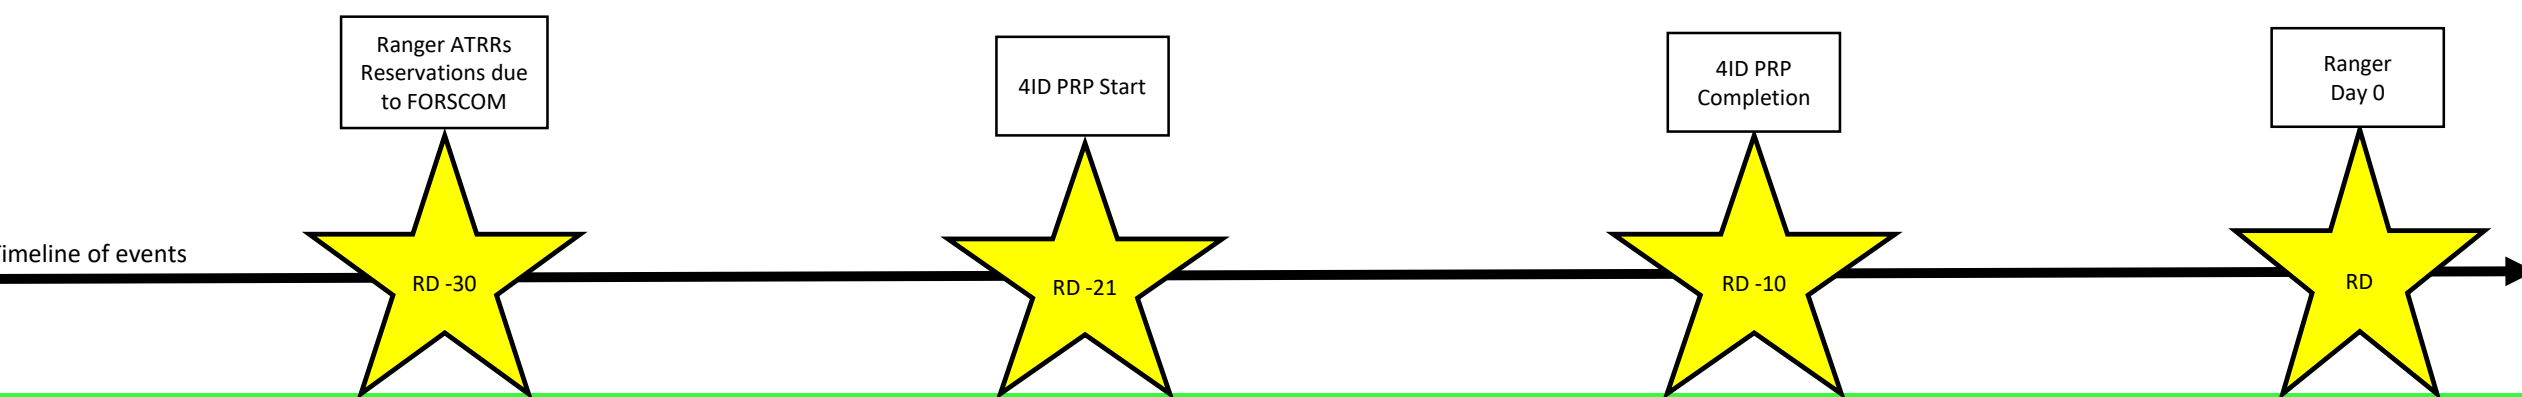 Ranger ATRRs
Reservations due
to FORSCOM
4ID PRP Start
4ID PRP
Completion
Ranger
Day 0
imeline of events
RD -30
RD -21
RD -10
RD